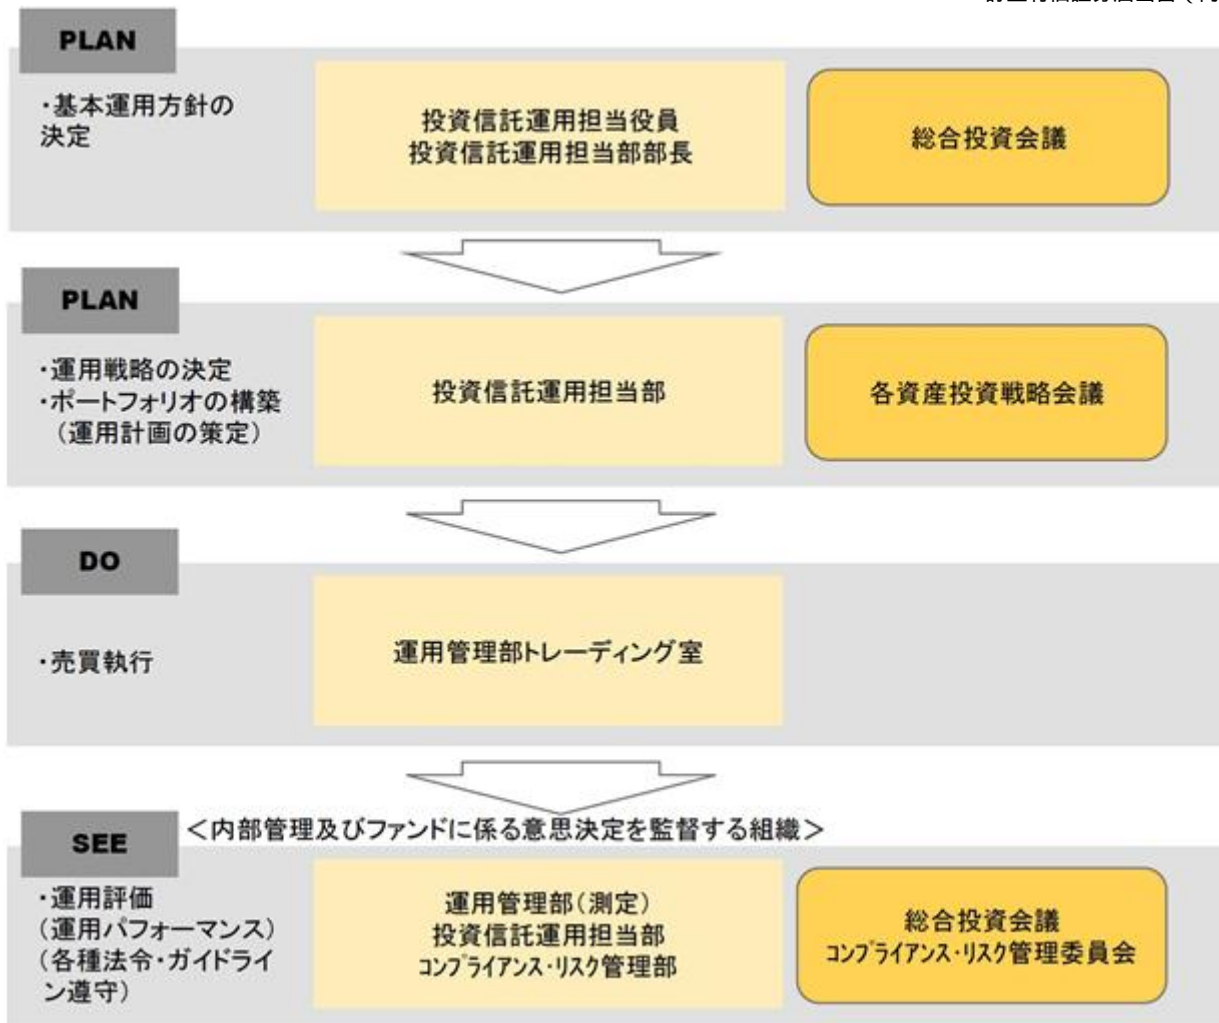 PLAN
・基本運用方針の
決定
投資信託運用担当役員
投資信託運用担当部部長
総合投資会議
PLAN
・運用戦略の決定
・ポートフォリオの構築
（運用計画の策定）
投資信託運用担当部
各資産投資戦略会議
DO
・売買執行
運用管理部トレーディング室
SEE
＜内部管理及びファンドに係る意思決定を監督する組織＞
・運用評価
（運用パフォーマンス）
（各種法令・ガイドライ
ン遵守）
運用管理部（測定）
投資信託運用担当部
ｺﾝﾌﾟﾗｲｱﾝｽ・ﾘｽｸ管理部
総合投資会議
ｺﾝﾌﾟﾗｲｱﾝｽ・ﾘｽｸ管理委員会